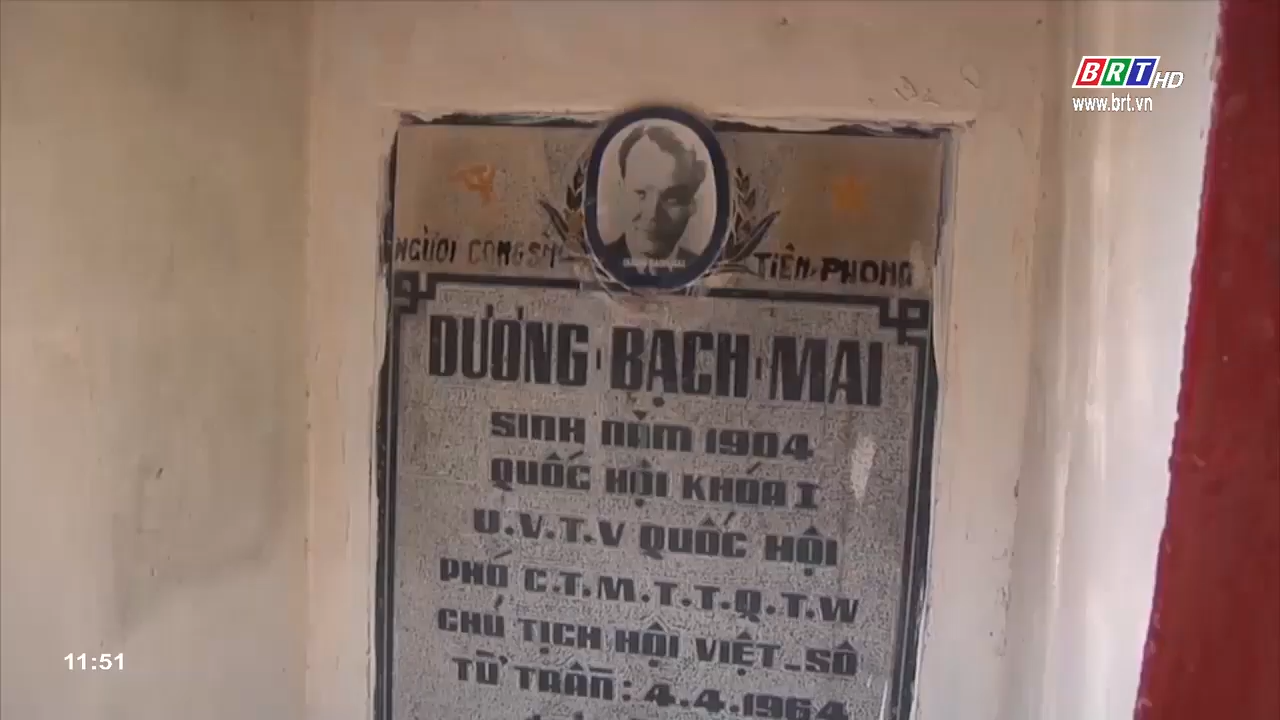 BRT HD
www.brt.vn
NGƯỜI CỘNG SẢN TIÊN PHONG
DƯƠNG BẠCH MAI
SINH NĂM 1904
QUỐC HỘI KHÓA I
U.V.T.V QUỐC HỘI
PHÓ C.T.M.T.T.Q.T.W
CHỦ TỊCH HỘI VIỆT_SÔ
TỪ TRẦN: 4.4.1964
11:51